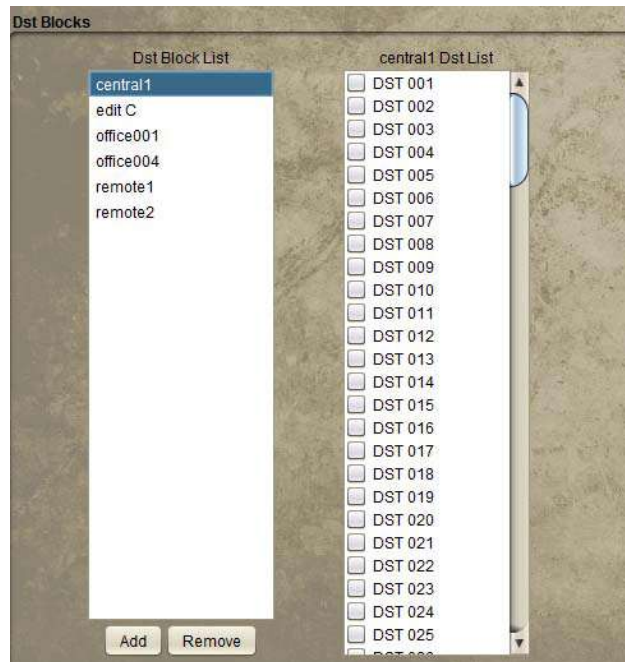 Dst Blocks
Dst Block List
central1
edit C
office001
office004
remote1
remote2
Add
Remove
central1 Dst List
DST 001
DST 002
DST 003
DST 004
DST 005
DST 006
DST 007
DST 008
DST 009
DST 010
DST 011
DST 012
DST 013
DST 014
DST 015
DST 016
DST 017
DST 018
DST 019
DST 020
DST 021
DST 022
DST 023
DST 024
DST 025